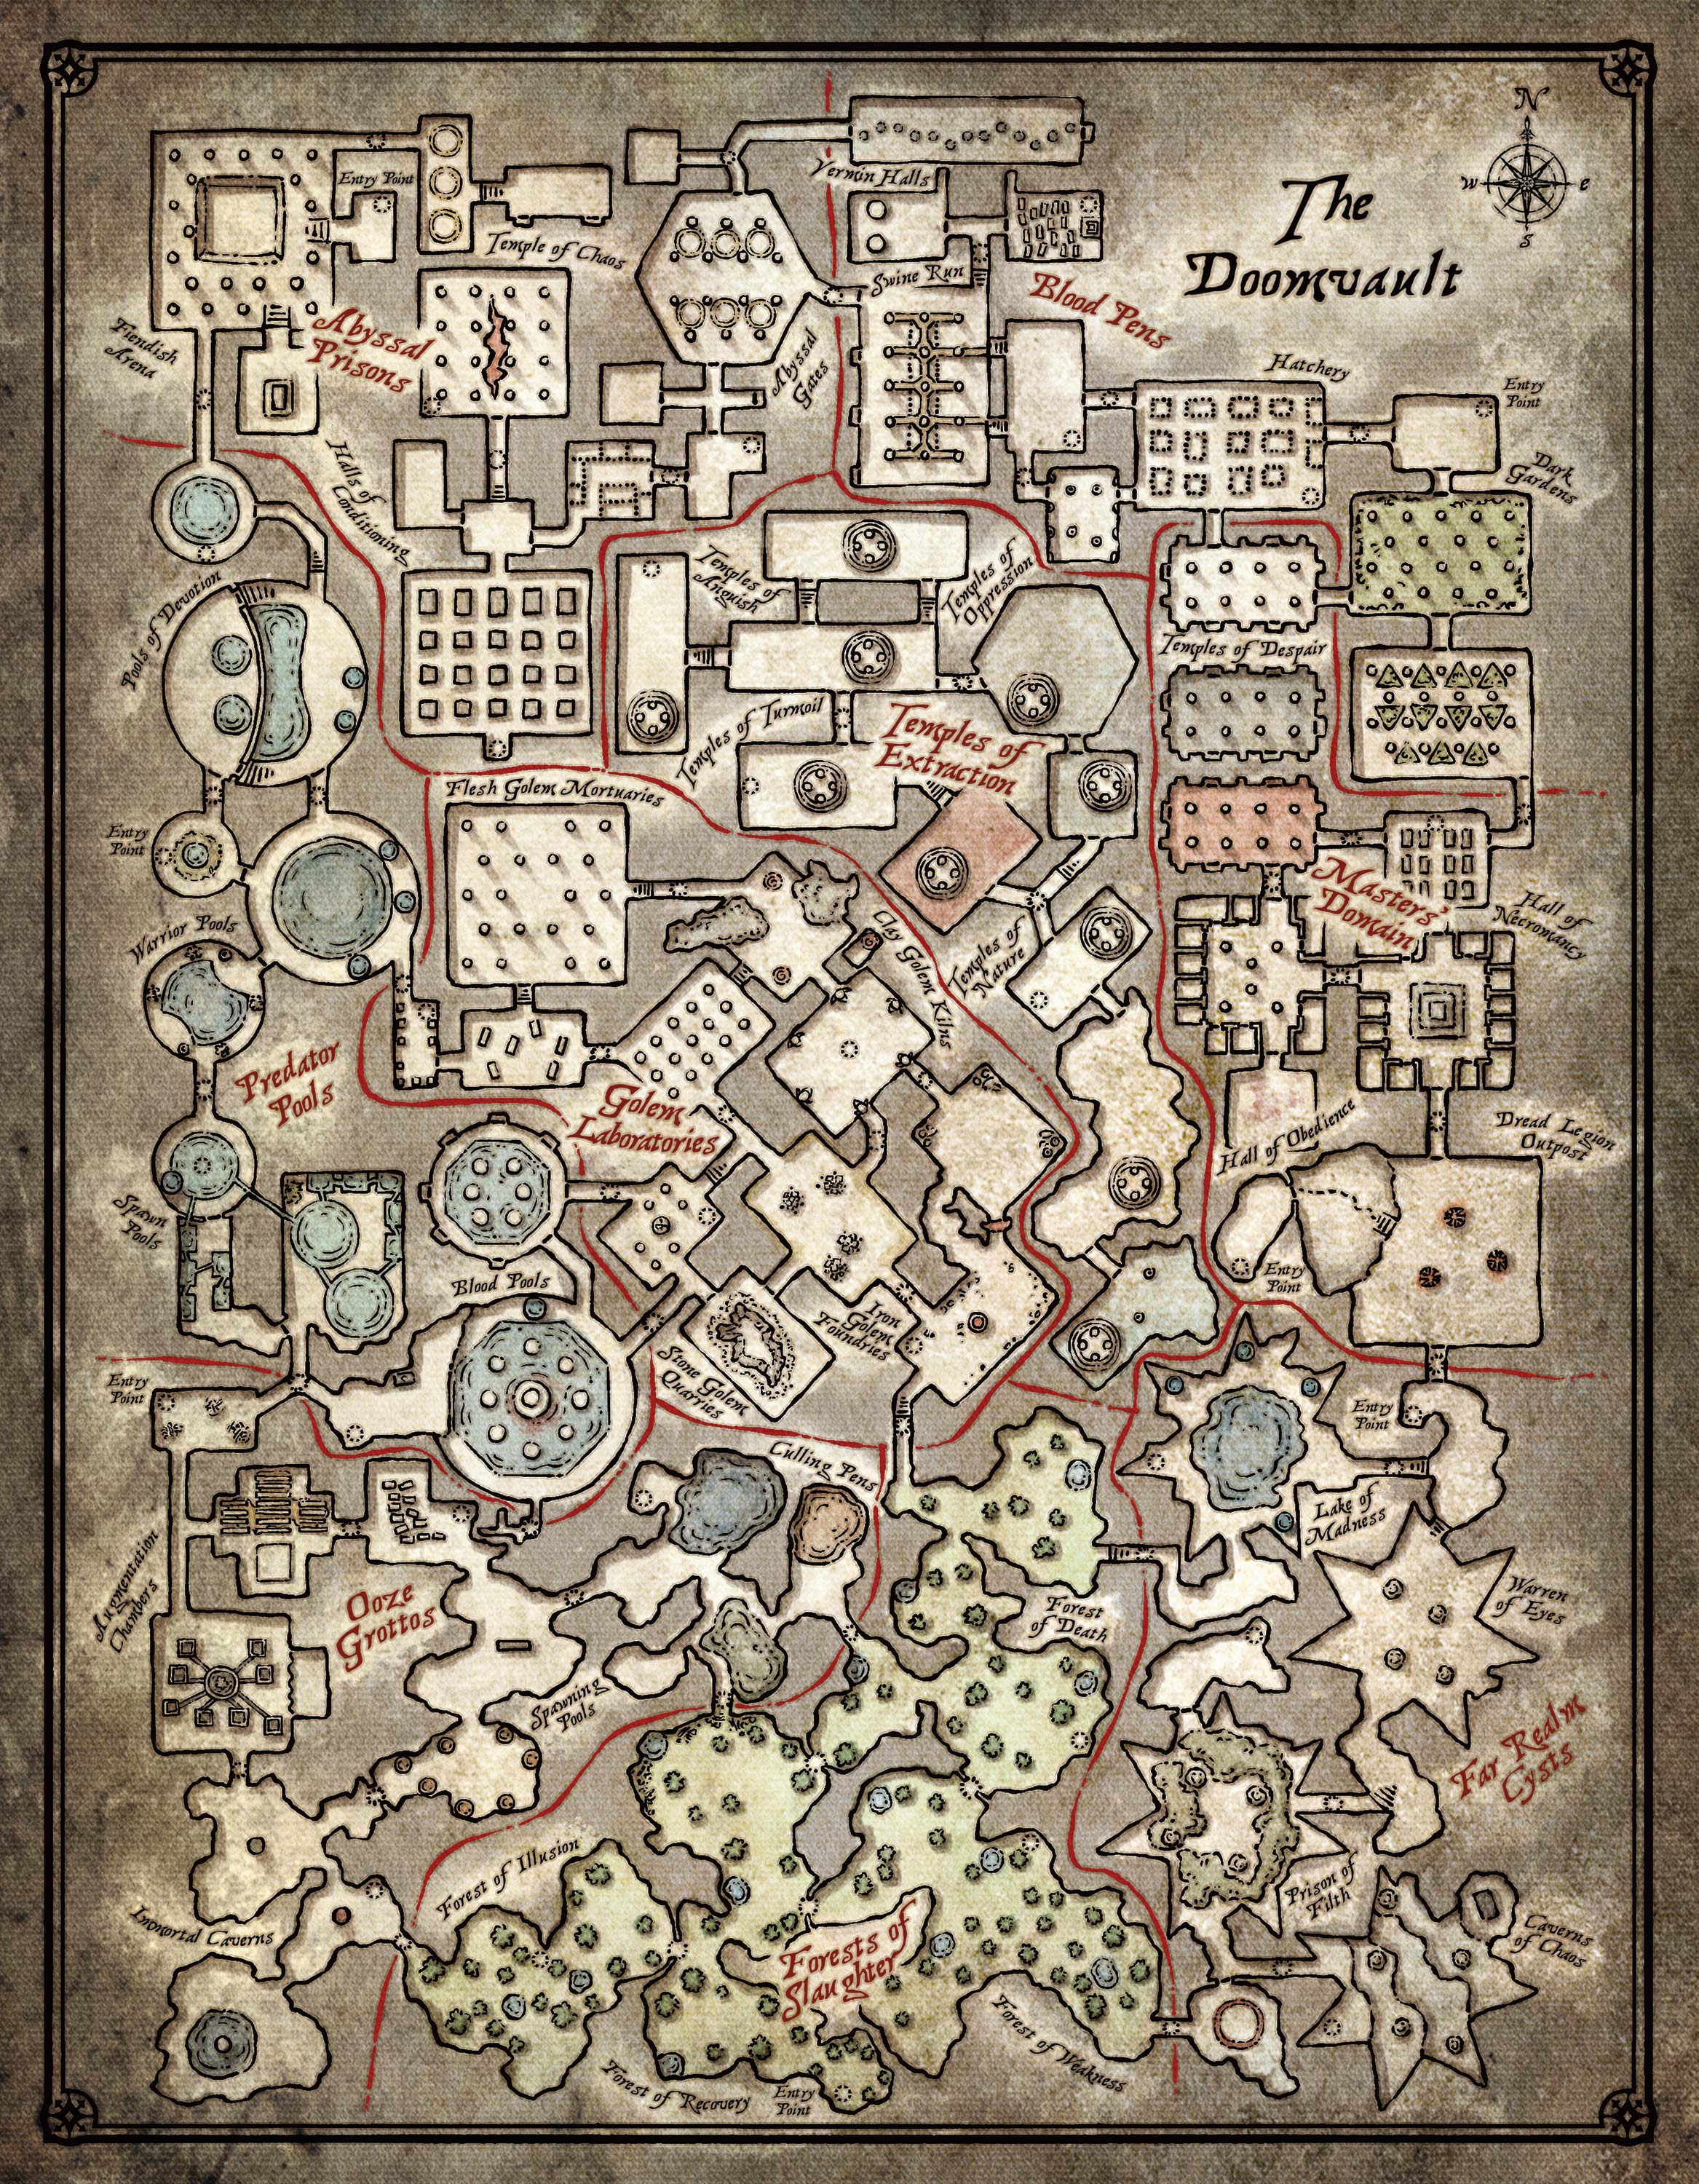 N
W
e
S
The
Doomvault
Vermin Halls
Entry Point
Temple of Chaos
Swine Run
Blood Pens
Fiendish
Arena
Abyssal
Prisons
Abyssal
Gates
Hatchery
Entry
Point
Halls of
Conditioning
Dark
Gardens
Temples of
Anguish
Temples of
Oppression
Pools of Devotion
Temples of Despair
Temples of Turmoil
Temples of
Extraction
Flesh Golem Mortuaries
Entry
Point
Masters'
Domain
Hall of
Necromancy
Warrior Pools
Clay Golem Kilns
Temples of
Nature
Predator
Pools
Golem
Laboratories
Hall of Obedience
Dread Legion
Outpost
Spawn
Pools
Blood Pools
Entry
Point
Iron
Golem
Foundries
Stone Golem
Quarries
Entry
Point
Entry
Point
Culling Pens
Lake of
Madness
Augmentation
Chambers
Ooze
Grottos
Forest
of Death
Warren
of Eyes
Spawning
Pools
Far Realm
Cysts
Forest of Illusion
Prison of
Filth
Immortal Caverns
Forests of
Slaughter
Caverns
of Chaos
Forest of Weakness
Forest of Recovery
Entry
Point